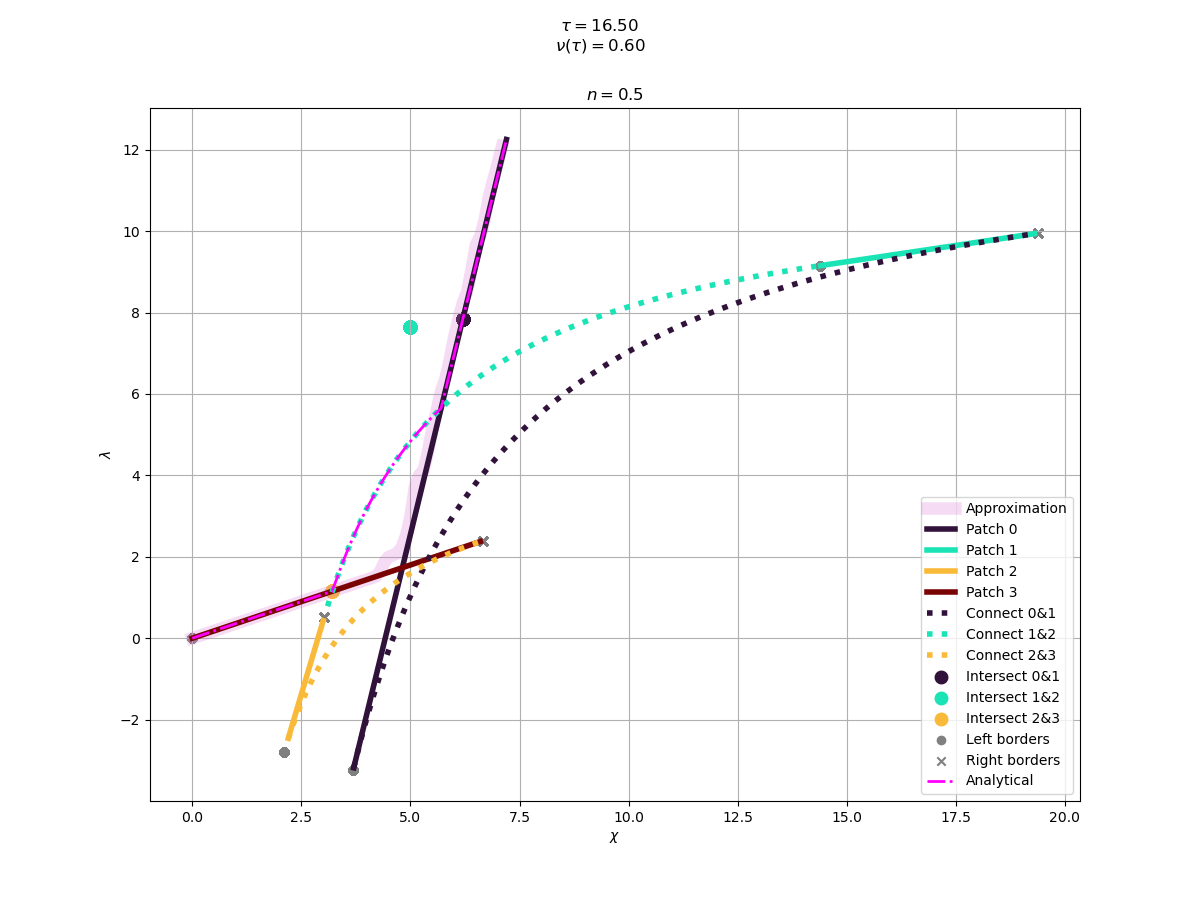 τ = 16.50
ν(τ) = 0.60
n = 0.5
12
10
8
6
4
2
0
−2
λ
0.0 2.5 5.0 7.5 10.0 12.5 15.0 17.5 20.0
χ
Approximation
Patch 0
Patch 1
Patch 2
Patch 3
Connect 0&1
Connect 1&2
Connect 2&3
Intersect 0&1
Intersect 1&2
Intersect 2&3
Left borders
Right borders
Analytical